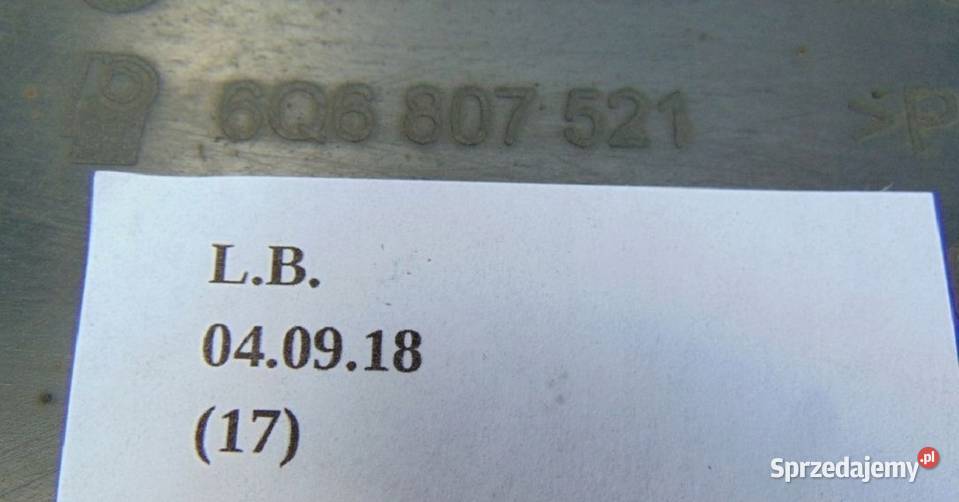 6Q6 807 521 >P
L.B.
04.09.18
(17)
Sprzedajemy.pl